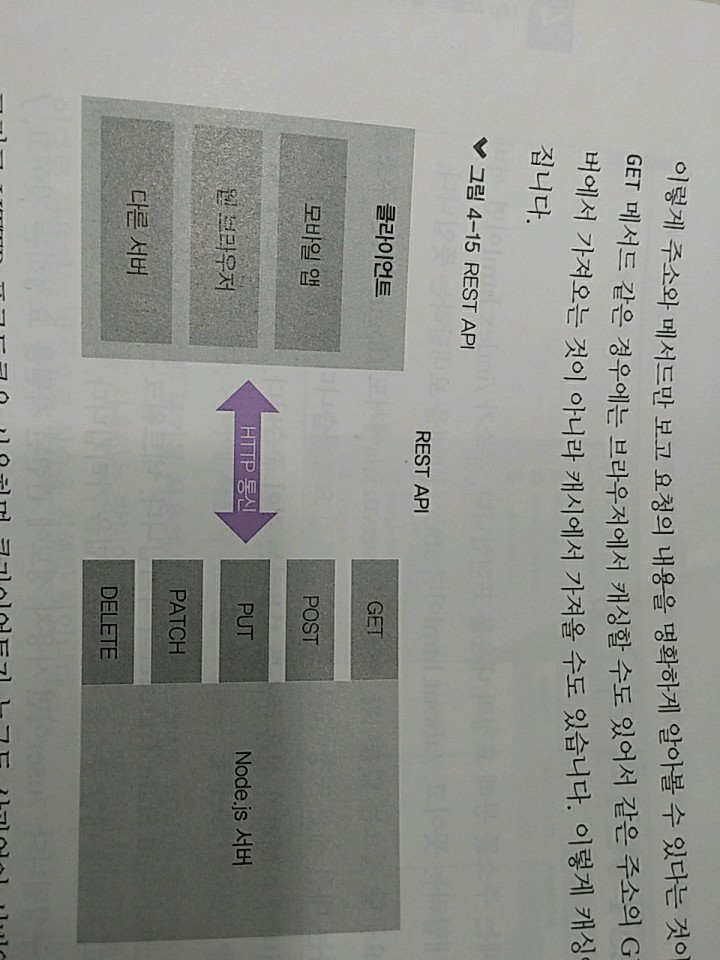 이렇게 주소와 메서드만 보고 요청의 내용을 명확하게 알아볼 수 있다는 것이
GET 메서드 같은 경우에는 브라우저에서 캐싱할 수도 있어서 같은 주소의
버에서 가져오는 것이 아니라 캐시에서 가져올 수도 있습니다. 이렇게
집니다.
그림 4-15 REST API
REST API
클라이언트
모바일 앱
웹 브라우저
다른 서버
HTTP 통신
GET
POST
PUT
PATCH
DELETE
Node.js 서버